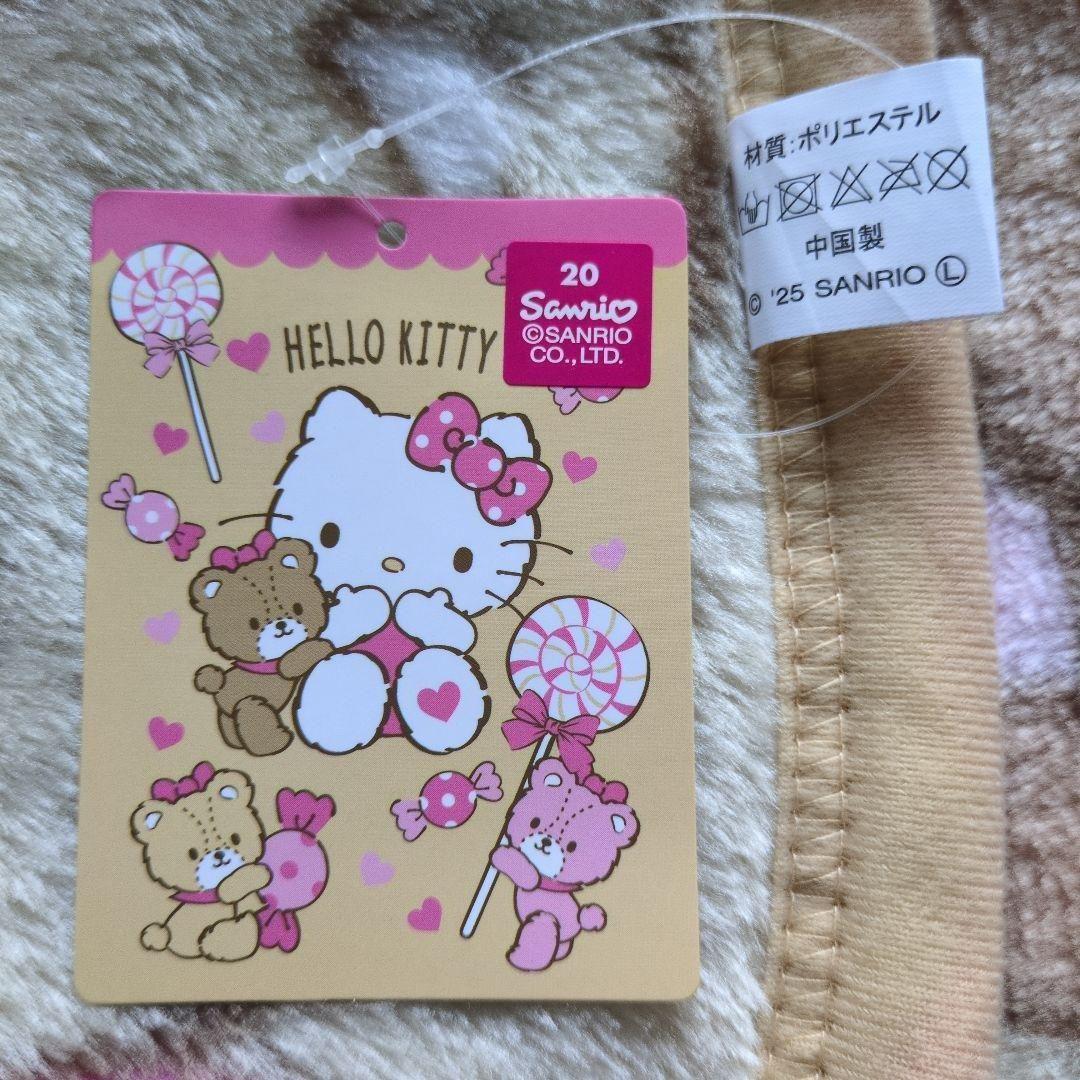 20
Sanrio
©SANRIO
CO., LTD.
HELLO KITTY
材質:ポリエステル
中国製
© '25 SANRIO Ⓛ